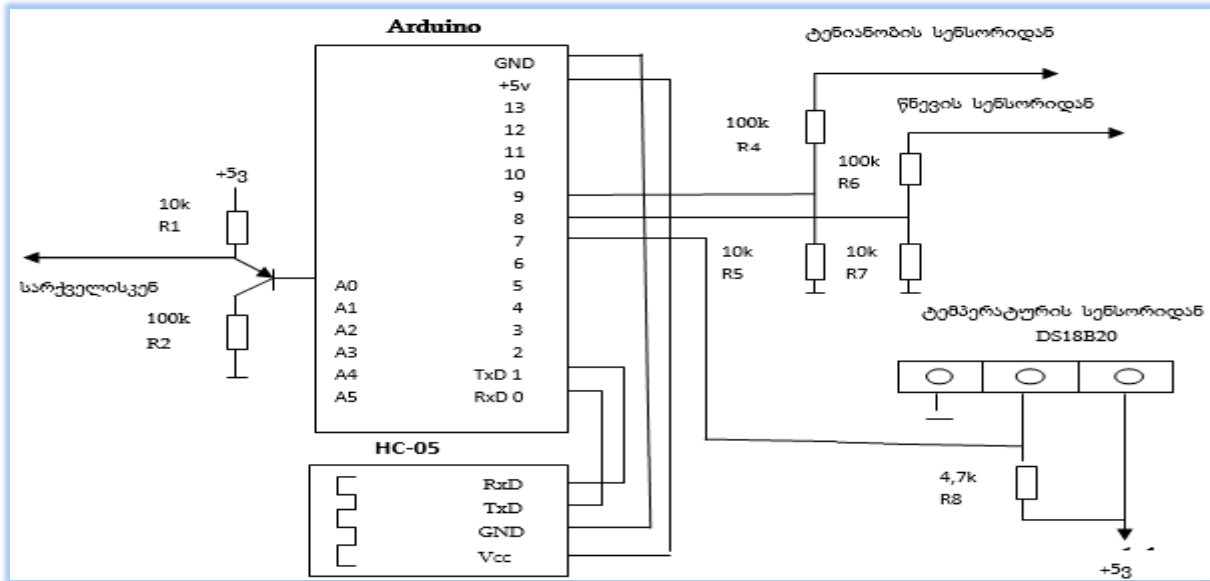 Arduino
GND
+5v
13
12
11
10
9
8
7
6
5
4
3
2
TxD 1
RxD 0
A0
A1
A2
A3
A4
A5
+5ვ
10k
R1
სარქველისკენ
100k
R2
HC-05
RxD
TxD
GND
Vcc
ტენიანობის სენსორიდან
წნევის სენსორიდან
100k
R4
100k
R6
10k
R5
10k
R7
ტემპერატურის სენსორიდან
DS18B20
4,7k
R8
+5ვ